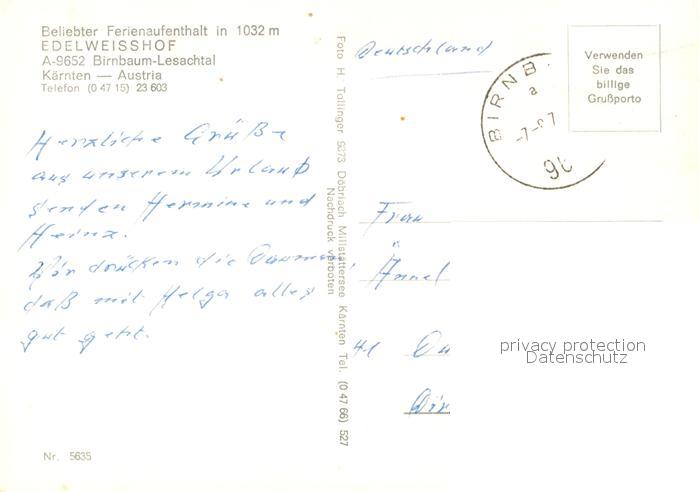 Beliebter Ferienaufenthalt in 1032 m
EDELWEISSHOF
A-9652 Birnbaum-Lesachtal
Kärnten — Austria
Telefon (0 47 15) 23 603
Herzliche Grüße
aus unserem Urlaub
senden Hermine und
Heinz.
Wir drücken die Daumen,
daß mit Helga alles
gut geht.
Nr. 5635
Foto H. Tollinger 9873 Döbriach Millstättersee Kärnten Tel. (0 47 66) 527
Nachdruck verboten
Deutschland
BIRNB
a
96
Verwenden
Sie das
billige
Grußporto
Frau
privacy protection
Datenschutz